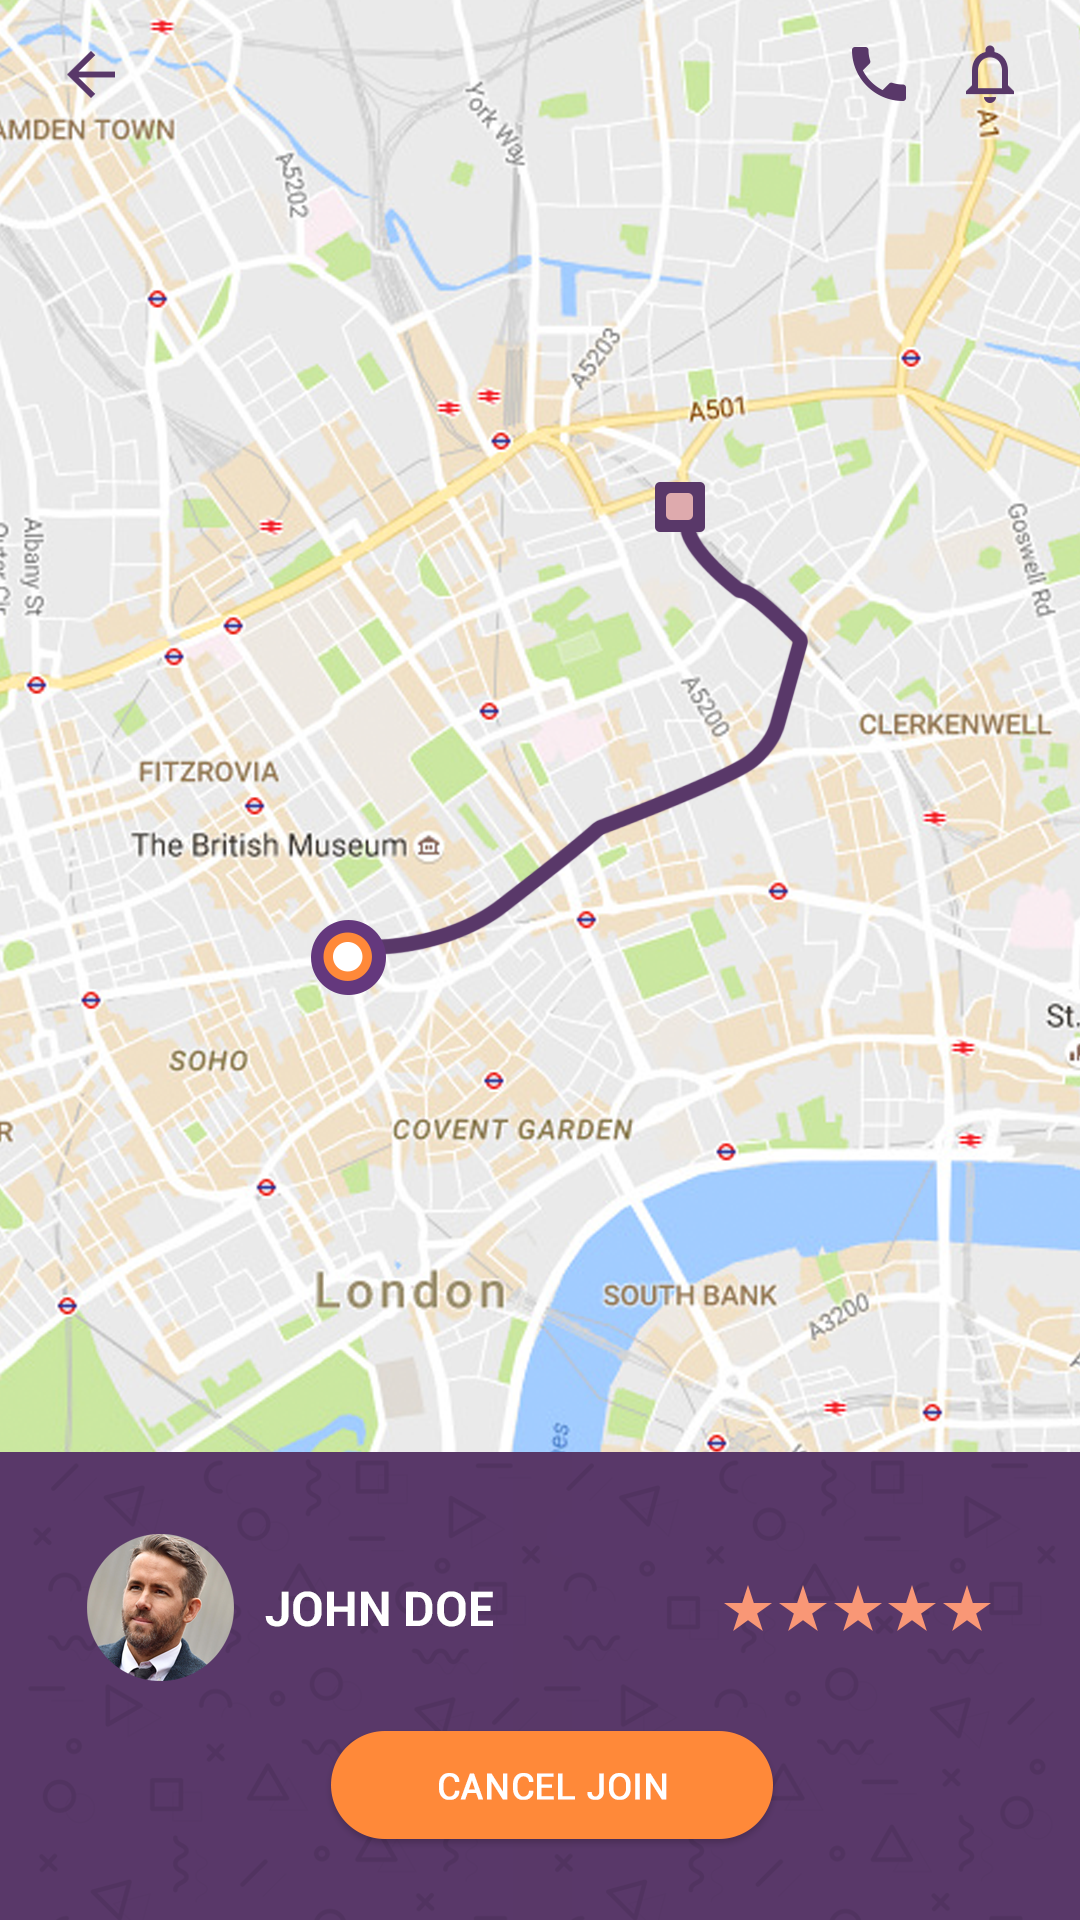 A1
AMDEN TOWN
York Way
A5202
A5203
A501
Albany St
Goswell Rd
A5200
CLERKENWELL
FITZROVIA
The British Museum
St.
SOHO
COVENT GARDEN
R
London
SOUTH BANK
A3200
JOHN DOE
CANCEL JOIN